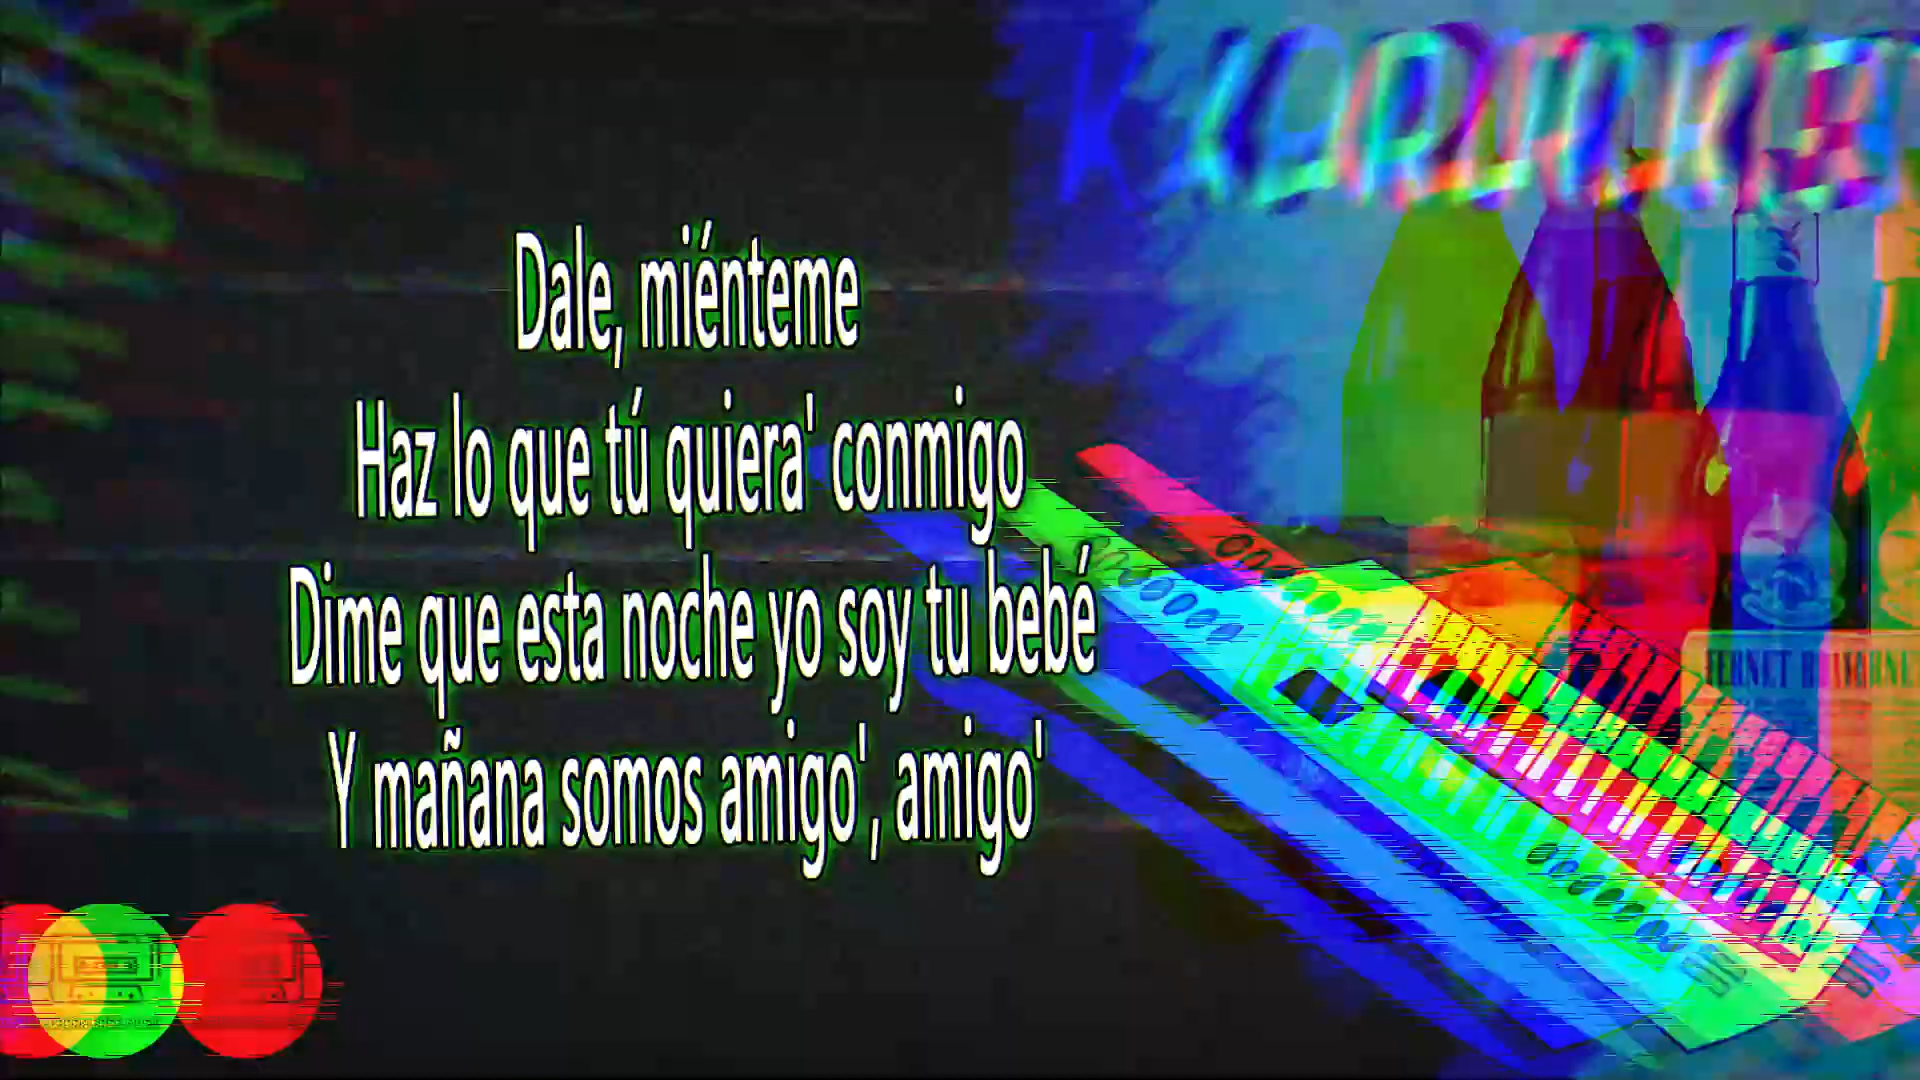 KARAOKE
Dale, miénteme
Haz lo que tú quiera' conmigo
Dime que esta noche yo soy tu bebé
Y mañana somos amigo', amigo'